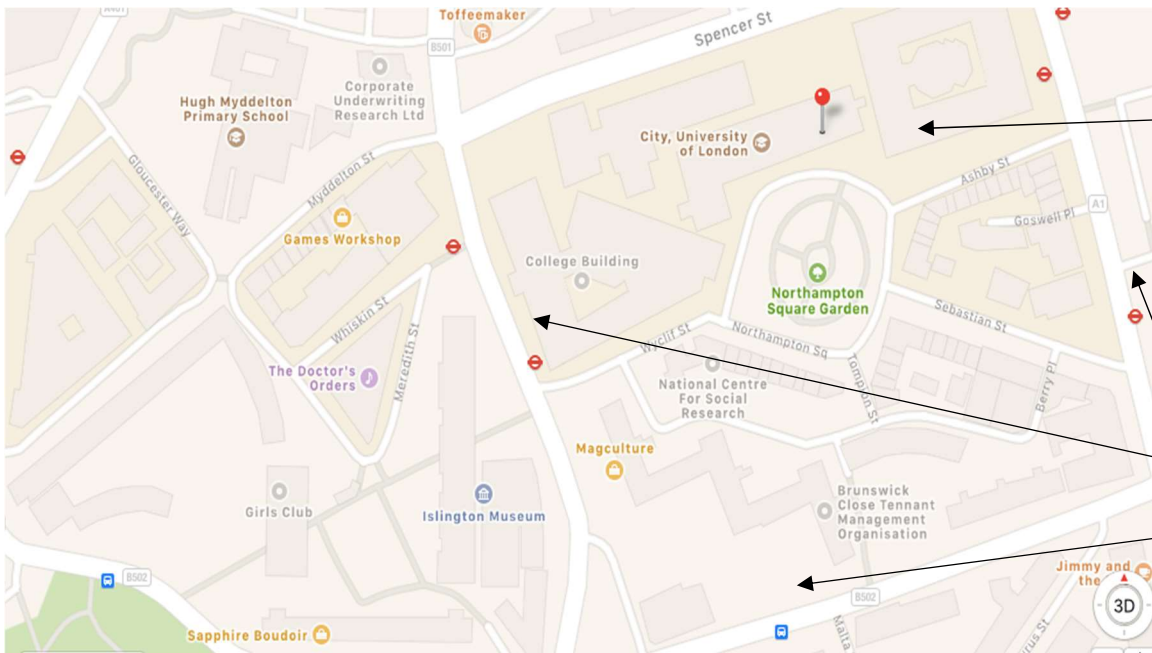 A401
Toffeemaker
B501
Spencer St
Corporate
Underwriting
Research Ltd
Hugh Myddelton
Primary School
City, University
of London
Myddelton St
Ashby St
Gloucester Way
A1
Goswell Pl
Games Workshop
College Building
Northampton
Square Garden
Sebastian St
Whiskin St
Meredith St
Wyclif St
Northampton Sq
Tompion St
The Doctor's
Orders
National Centre
For Social
Research
Berry Pl
Magculture
Girls Club
Islington Museum
Brunswick
Close Tennant
Management
Organisation
B502
B502
Jimmy and
the
3D
Malta
rus St
Sapphire Boudoir